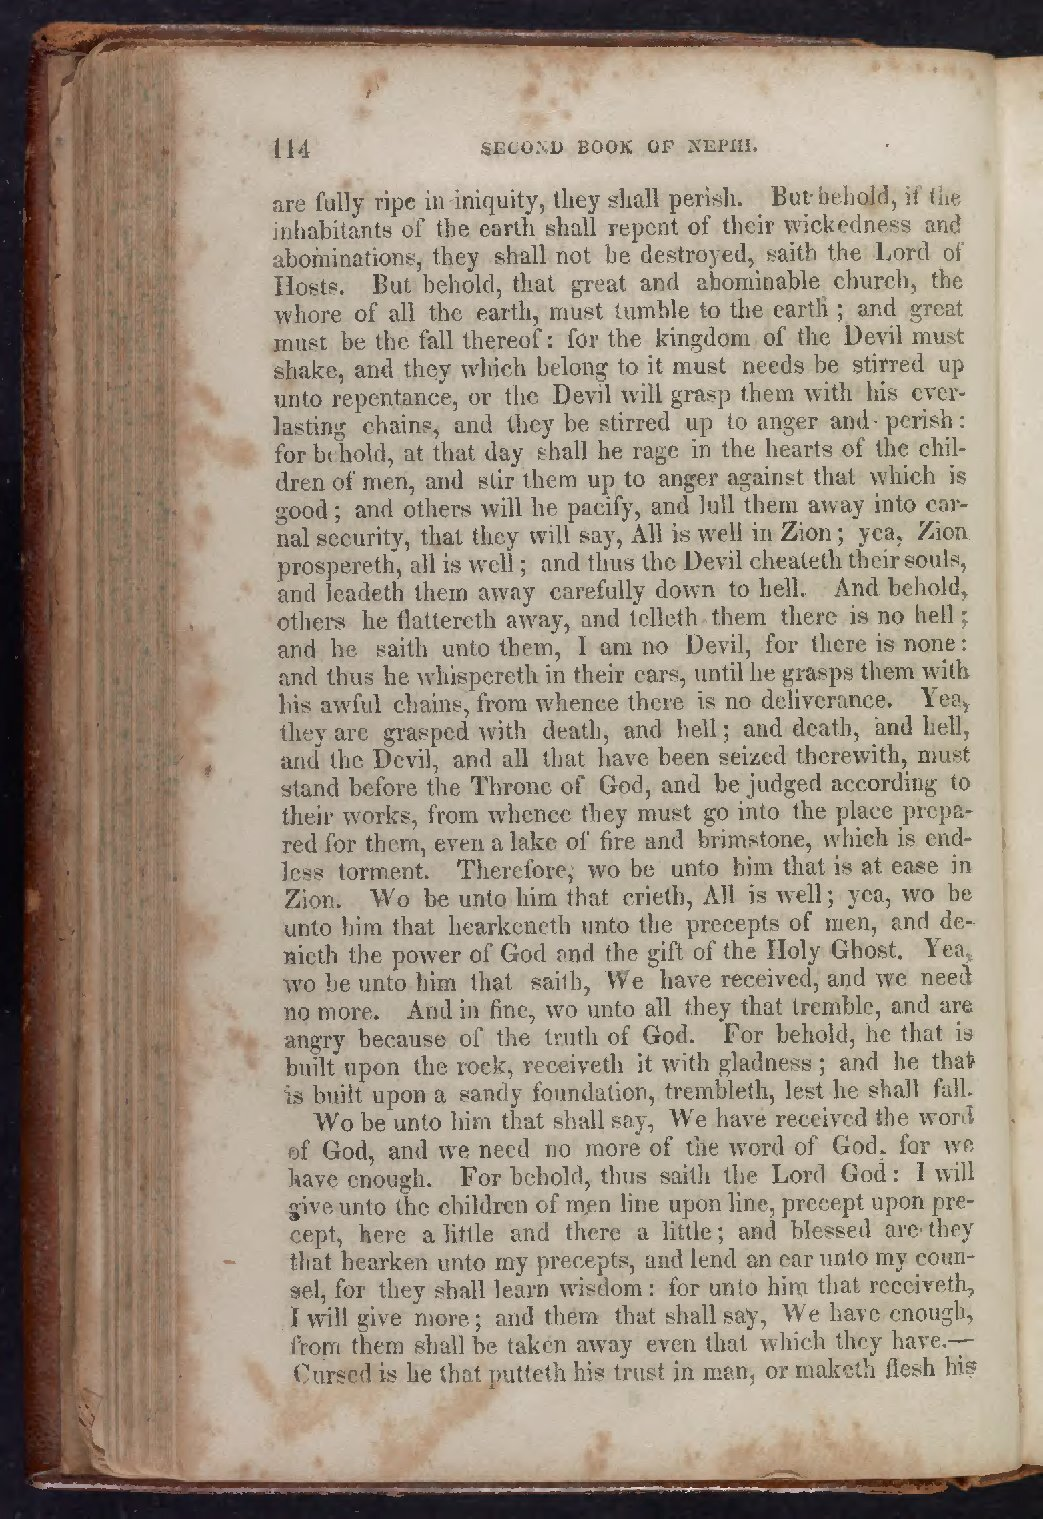 114 SECOND BOOK OF NEPHI.
are fully ripe in iniquity, they shall perish. But behold, if the
inhabitants of the earth shall repent of their wickedness and
abominations, they shall not be destroyed, saith the Lord of
Hosts. But behold, that great and abominable church, the
whore of all the earth, must tumble to the earth ; and great
must be the fall thereof : for the kingdom of the Devil must
shake, and they which belong to it must needs be stirred up
unto repentance, or the Devil will grasp them with his ever-
lasting chains, and they be stirred up to anger and perish :
for behold, at that day shall he rage in the hearts of the chil-
dren of men, and stir them up to anger against that which is
good ; and others will he pacify, and lull them away into car-
nal security, that they will say, All is well in Zion ; yea, Zion
prospereth, all is well ; and thus the Devil cheateth their souls,
and leadeth them away carefully down to hell. And behold,
others he flattereth away, and telleth them there is no hell ;
and he saith unto them, I am no Devil, for there is none :
and thus he whispereth in their ears, until he grasps them with
his awful chains, from whence there is no deliverance. Yea,
they are grasped with death, and hell ; and death, and hell,
and the Devil, and all that have been seized therewith, must
stand before the Throne of God, and be judged according to
their works, from whence they must go into the place prepa-
red for them, even a lake of fire and brimstone, which is end-
less torment. Therefore, wo be unto him that is at ease in
Zion. Wo be unto him that crieth, All is well ; yea, wo be
unto him that hearkeneth unto the precepts of men, and de-
nieth the power of God and the gift of the Holy Ghost. Yea,
wo be unto him that saith, We have received, and we need
no more. And in fine, wo unto all they that tremble, and are
angry because of the truth of God. For behold, he that is
built upon the rock, receiveth it with gladness ; and he that
is built upon a sandy foundation, trembleth, lest he shall fall.
Wo be unto him that shall say, We have received the word
of God, and we need no more of the word of God, for we
have enough. For behold, thus saith the Lord God : I will
give unto the children of men line upon line, precept upon pre-
cept, here a little and there a little ; and blessed are they
that hearken unto my precepts, and lend an ear unto my coun-
sel, for they shall learn wisdom : for unto him that receiveth,
I will give more ; and them that shall say, We have enough,
from them shall be taken away even that which they have.—
Cursed is he that putteth his trust in man, or maketh flesh his